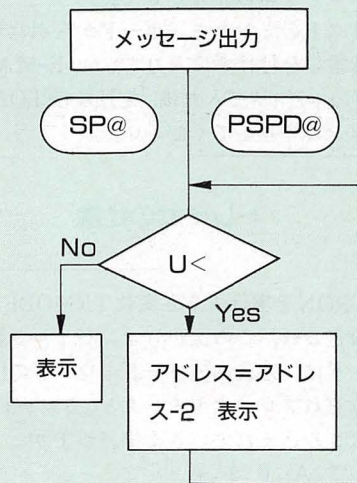 メッセージ出力
SP@
PSPD@
U<
No
Yes
表示
アドレス=アドレ
ス-2 表示